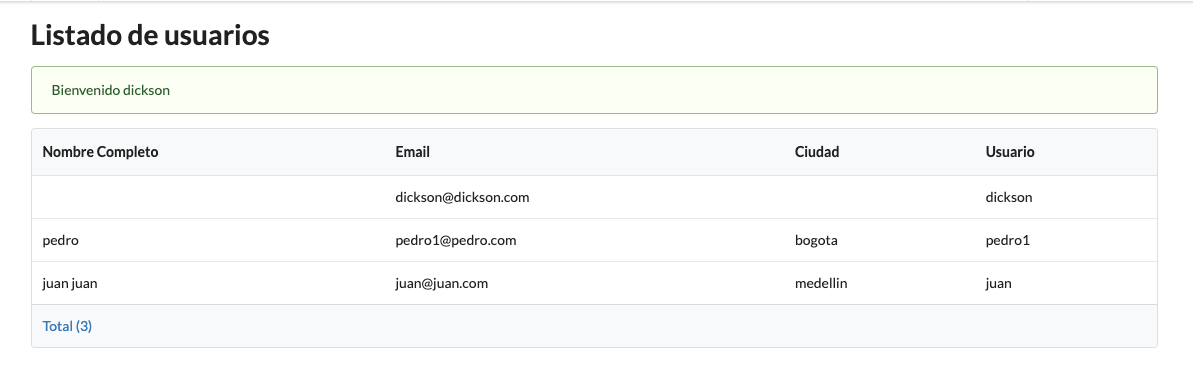 Listado de usuarios
Bienvenido dickson
Nombre Completo Email Ciudad Usuario
dickson@dickson.com dickson
pedro pedro1@pedro.com bogota pedro1
juan juan juan@juan.com medellin juan
Total (3)